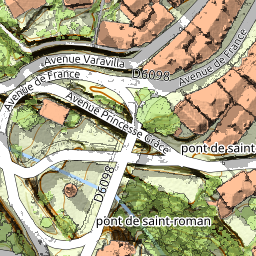 Avenue Varavilla
D6098
Avenue de France
Avenue de France
Avenue Princesse Grace
pont de saint-
D6098
pont de saint-roman